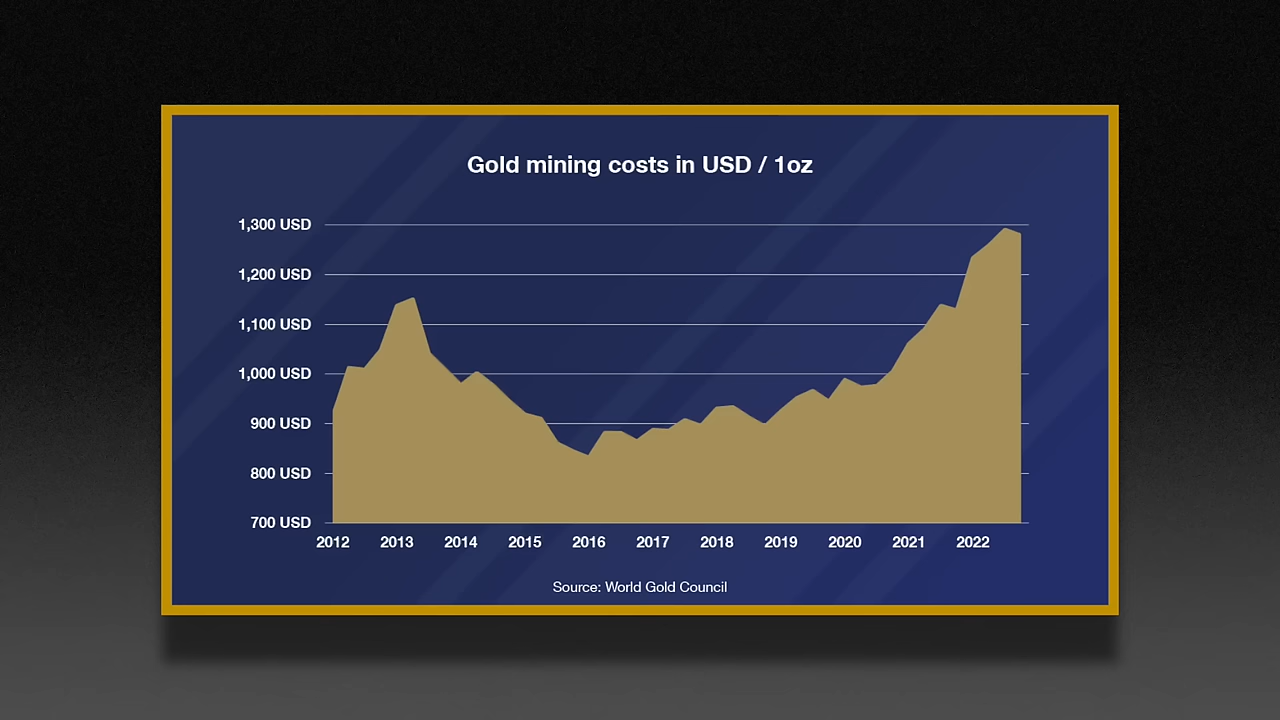 Gold mining costs in USD / 1oz
1,300 USD
1,200 USD
1,100 USD
1,000 USD
900 USD
800 USD
700 USD
2012 2013 2014 2015 2016 2017 2018 2019 2020 2021 2022
Source: World Gold Council